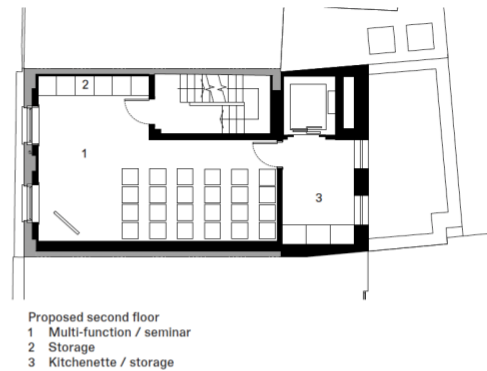 2
1
3
Proposed second floor
1 Multi-function / seminar
2 Storage
3 Kitchenette / storage